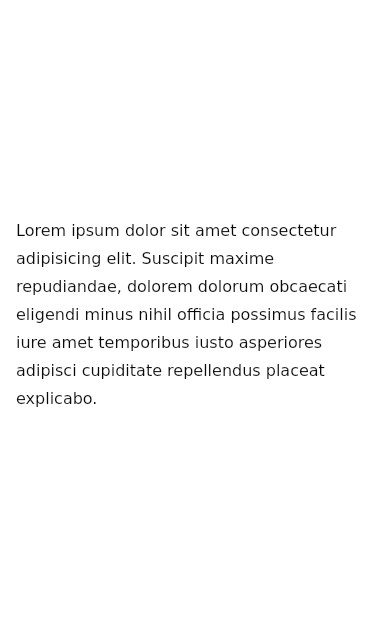 Lorem ipsum dolor sit amet consectetur
adipisicing elit. Suscipit maxime
repudiandae, dolorem dolorum obcaecati
eligendi minus nihil officia possimus facilis
iure amet temporibus iusto asperiores
adipisci cupiditate repellendus placeat
explicabo.